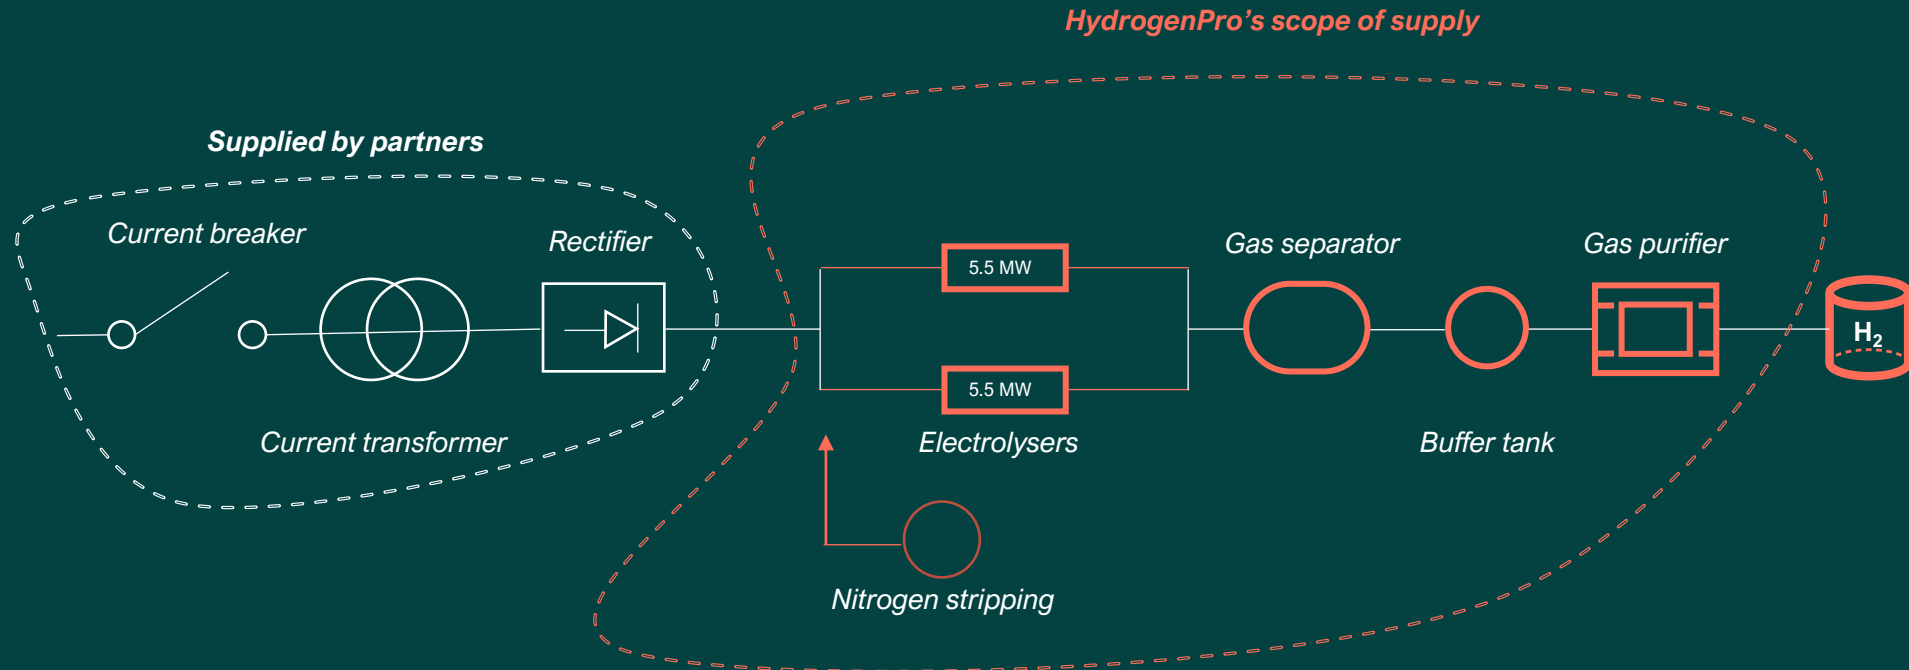 HydrogenPro’s scope of supply
Supplied by partners
Current breaker
Rectifier
Gas separator
Gas purifier
5.5 MW
H₂
5.5 MW
Current transformer
Electrolysers
Buffer tank
Nitrogen stripping